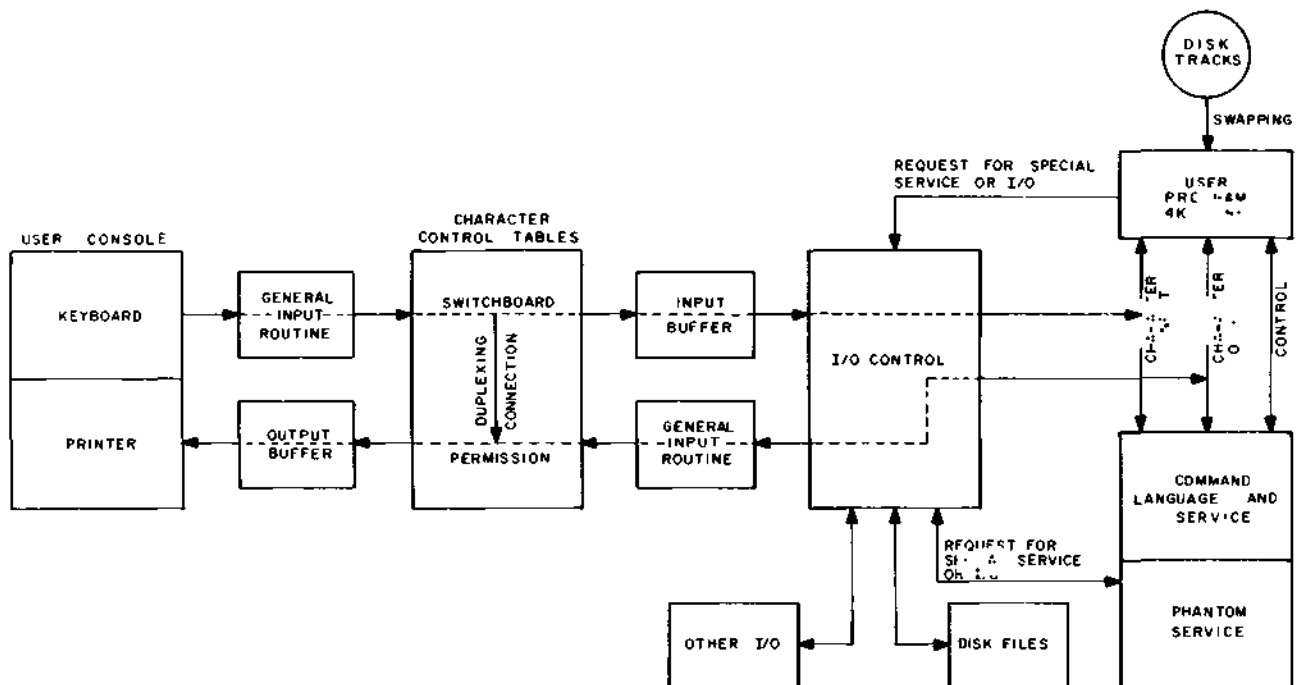 DISK
TRACKS
SWAPPING
REQUEST FOR SPECIAL
SERVICE OR I/O
USER
4K
USER CONSOLE
CHARACTER
CONTROL TABLES
KEYBOARD
GENERAL
INPUT
ROUTINE
SWITCHBOARD
INPUT
BUFFER
I/O CONTROL
DUPLEXING
CONNECTION
CONTROL
PRINTER
OUTPUT
BUFFER
PERMISSION
GENERAL
INPUT
ROUTINE
COMMAND
LANGUAGE AND
SERVICE
REQUEST FOR
SERVICE
PHANTOM
SERVICE
OTHER I/O
DISK FILES